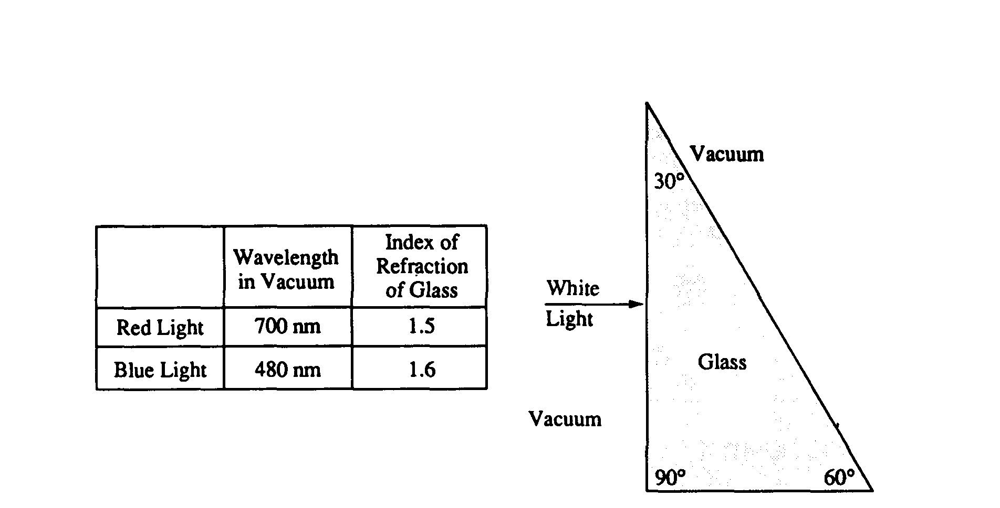 Wavelength
in Vacuum
Index of
Refraction
of Glass
Red Light
700 nm
1.5
Blue Light
480 nm
1.6
Vacuum
30°
White
Light
Glass
Vacuum
90°
60°